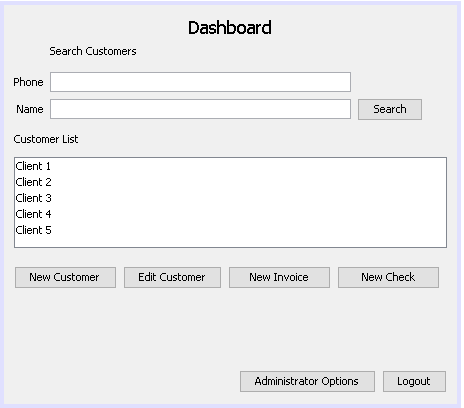 Dashboard
Search Customers
Phone
Name Search
Customer List
Client 1
Client 2
Client 3
Client 4
Client 5
New Customer Edit Customer New Invoice New Check
Administrator Options Logout